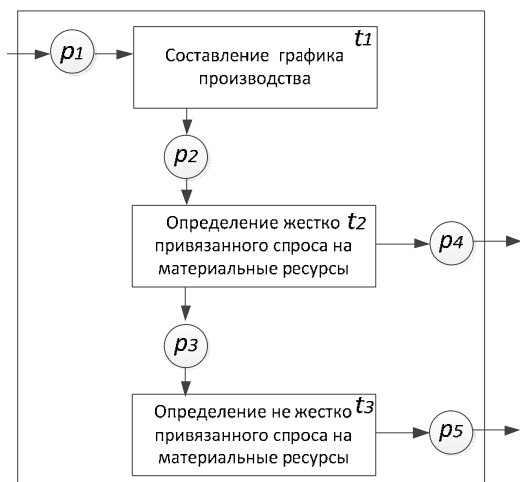 p1
t1
Составление графика
производства
p2
t2
Определение жестко
привязанного спроса на
материальные ресурсы
p4
p3
t3
Определение не жестко
привязанного спроса на
материальные ресурсы
p5